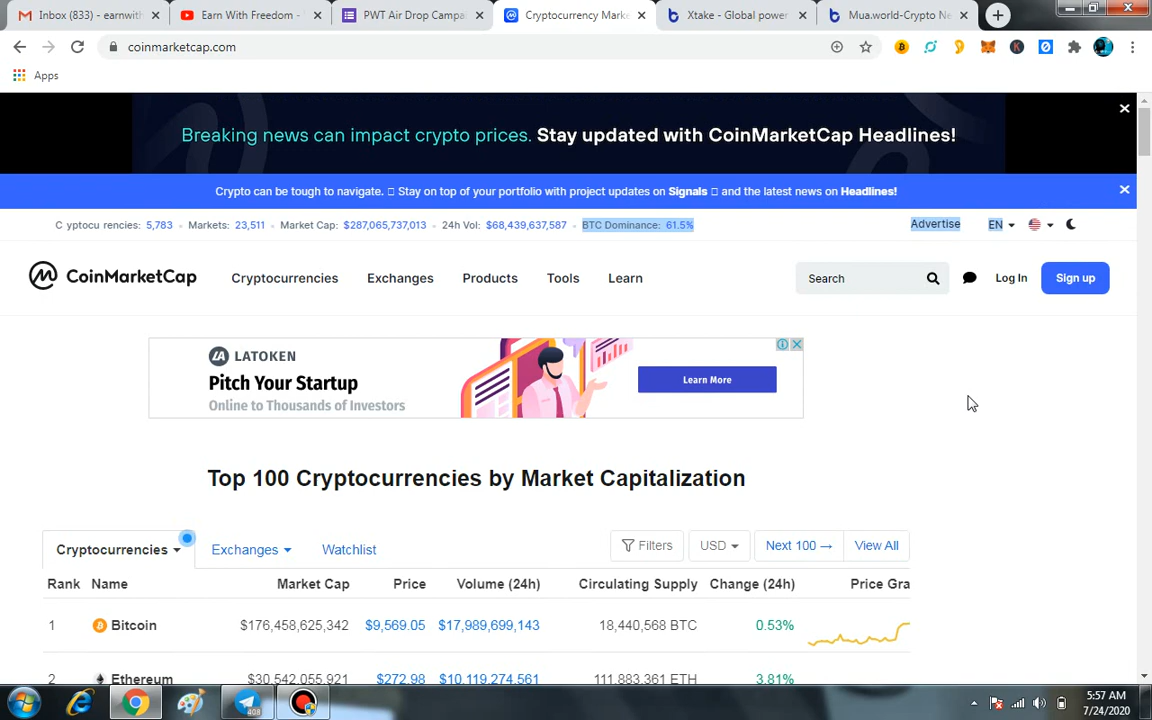 Inbox (833) - earnwith
Earn With Freedom -
PWT Air Drop Campa
Cryptocurrency Marke
Xtake - Global power
Mua.world-Crypto Ne
coinmarketcap.com
Apps
Breaking news can impact crypto prices. Stay updated with CoinMarketCap Headlines!
Crypto can be tough to navigate. Stay on top of your portfolio with project updates on Signals and the latest news on Headlines!
C yptocu rencies: 5,783 Markets: 23,511 Market Cap: $287,065,737,013 24h Vol: $68,439,637,587 BTC Dominance: 61.5% Advertise EN
CoinMarketCap Cryptocurrencies Exchanges Products Tools Learn Search Log In Sign up
LATOKEN
Pitch Your Startup
Online to Thousands of Investors
Learn More
Top 100 Cryptocurrencies by Market Capitalization
Cryptocurrencies Exchanges Watchlist Filters USD Next 100 → View All
Rank Name Market Cap Price Volume (24h) Circulating Supply Change (24h) Price Gra
1 Bitcoin $176,458,625,342 $9,569.05 $17,989,699,143 18,440,568 BTC 0.53%
2 Ethereum $30,542,055,921 $272.98 $10,119,274,561 111,883,361 ETH 3.81%
408
5:57 AM
7/24/2020